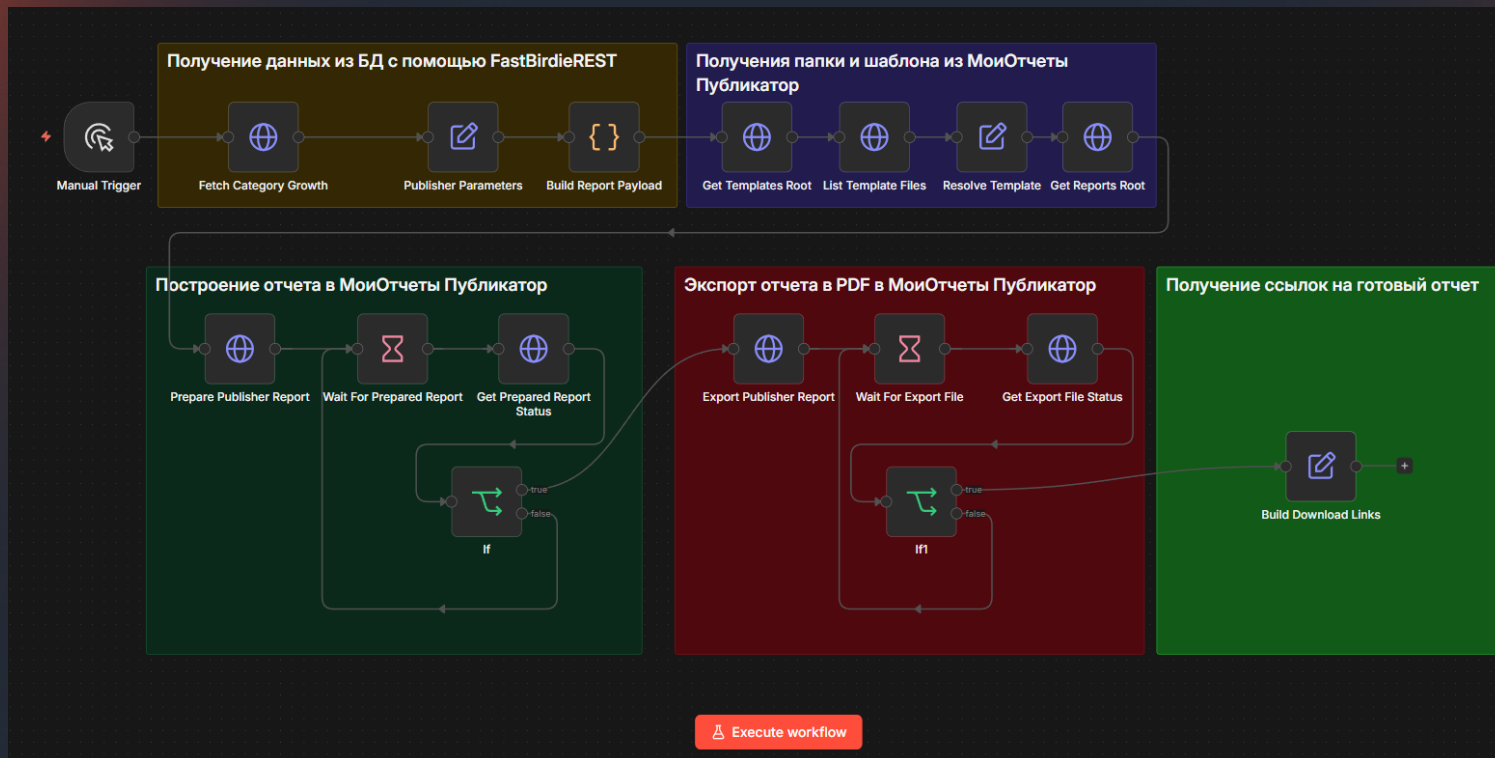 Получение данных из БД с помощью FastBirdieREST
Получения папки и шаблона из МоиОтчеты
Публикатор
Manual Trigger
Fetch Category Growth
Publisher Parameters
Build Report Payload
Get Templates Root
List Template Files
Resolve Template
Get Reports Root
Построение отчета в МоиОтчеты Публикатор
Экспорт отчета в PDF в МоиОтчеты Публикатор
Получение ссылок на готовый отчет
Prepare Publisher Report
Wait For Prepared Report
Get Prepared Report
Status
Export Publisher Report
Wait For Export File
Get Export File Status
true
false
If
true
false
If1
Build Download Links
Execute workflow